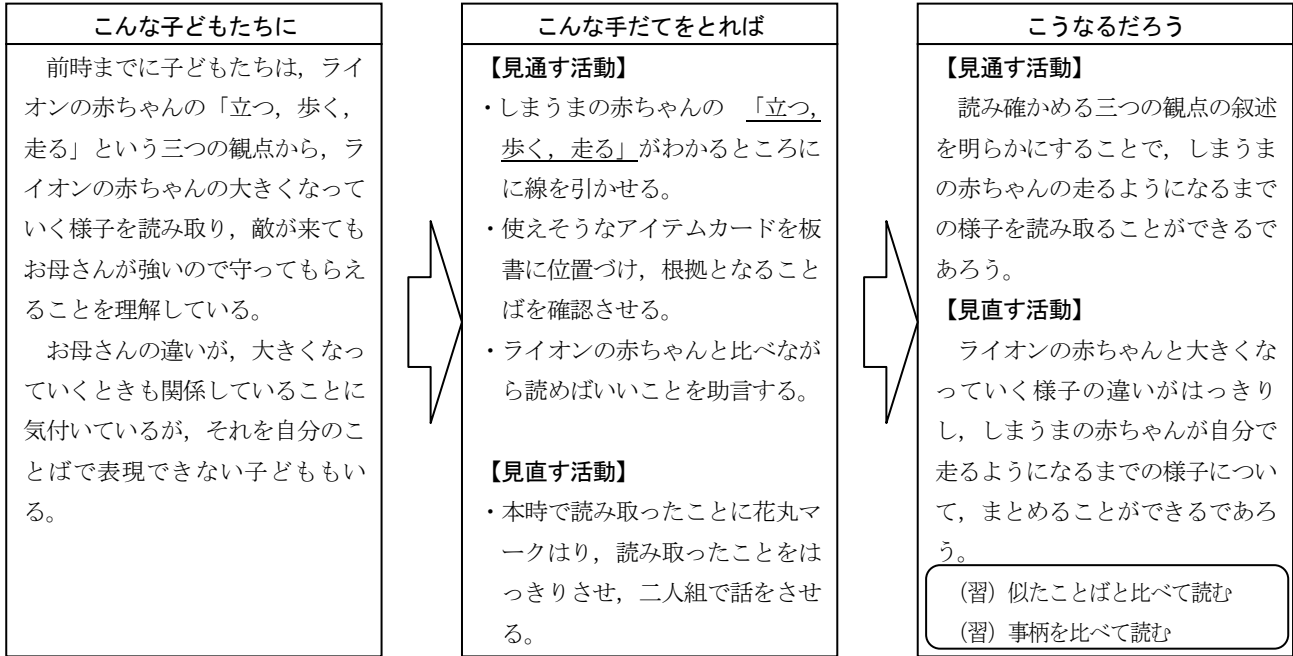 こんな子どもたちに
前時までに子どもたちは，ライ
オンの赤ちゃんの「立つ，歩く，
走る」という三つの観点から，ラ
イオンの赤ちゃんの大きくなって
いく様子を読み取り，敵が来ても
お母さんが強いので守ってもらえ
ることを理解している。
お母さんの違いが，大きくなっ
ていくときも関係していることに
気付いているが，それを自分のこ
とばで表現できない子どももい
る。
こんな手だてをとれば
【見通す活動】
・しまうまの赤ちゃんの　「立つ，
歩く，走る」がわかるところに
に線を引かせる。
・使えそうなアイテムカードを板
書に位置づけ，根拠となること
ばを確認させる。
・ライオンの赤ちゃんと比べなが
ら読めばいいことを助言する。
【見直す活動】
・本時で読み取ったことに花丸マ
ークはり，読み取ったことをは
っきりさせ，二人組で話をさせ
る。
こうなるだろう
【見通す活動】
読み確かめる三つの観点の叙述
を明らかにすることで，しまうま
の赤ちゃんの走るようになるまで
の様子を読み取ることができるで
あろう。
【見直す活動】
ライオンの赤ちゃんと大きくな
っていく様子の違いがはっきり
し，しまうまの赤ちゃんが自分で
走るようになるまでの様子につい
て，まとめることができるであろ
う。
（習）似たことばと比べて読む
（習）事柄を比べて読む